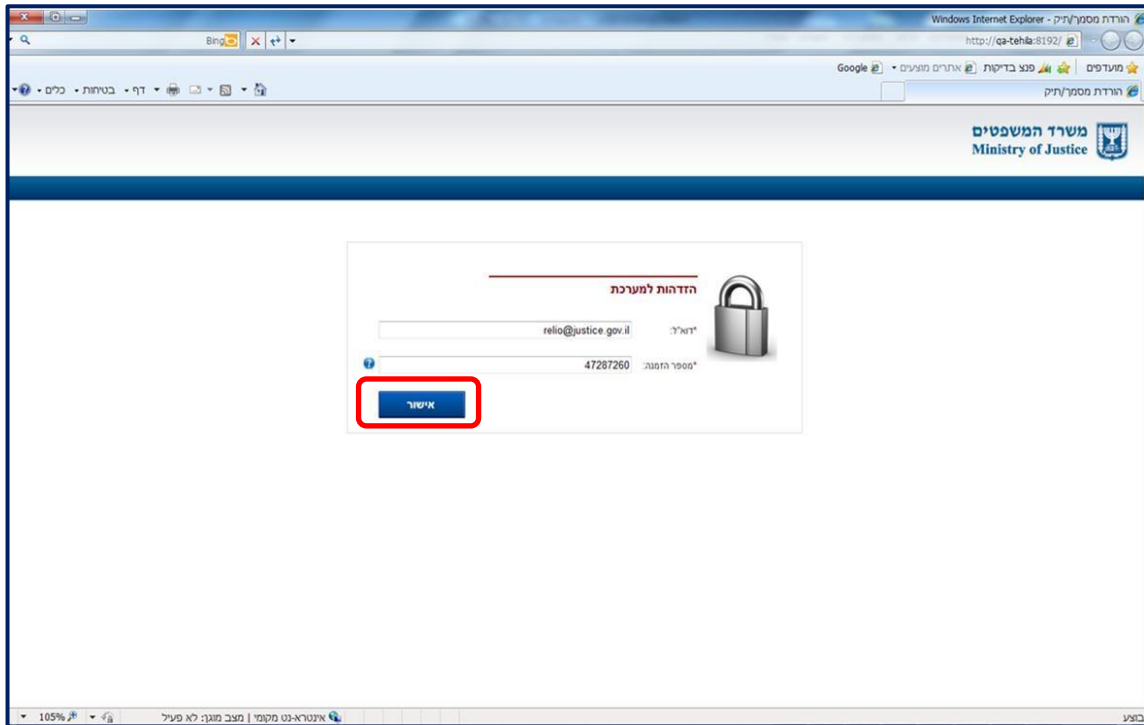 הורדת מסמך/תיק - Windows Internet Explorer
http://qa-tehila:8192/
Bing
מועדפים פנצ בדיקות אתרים מוצעים Google
הורדת מסמך/תיק
דף בטיחות כלים
משרד המשפטים
Ministry of Justice
הזדהות למערכת
*דוא"ל: relio@justice.gov.il
*מספר הזמנה: 47287260
אישור
בוצע
אינטרא-נט מקומי | מצב מוגן: לא פעיל
105%